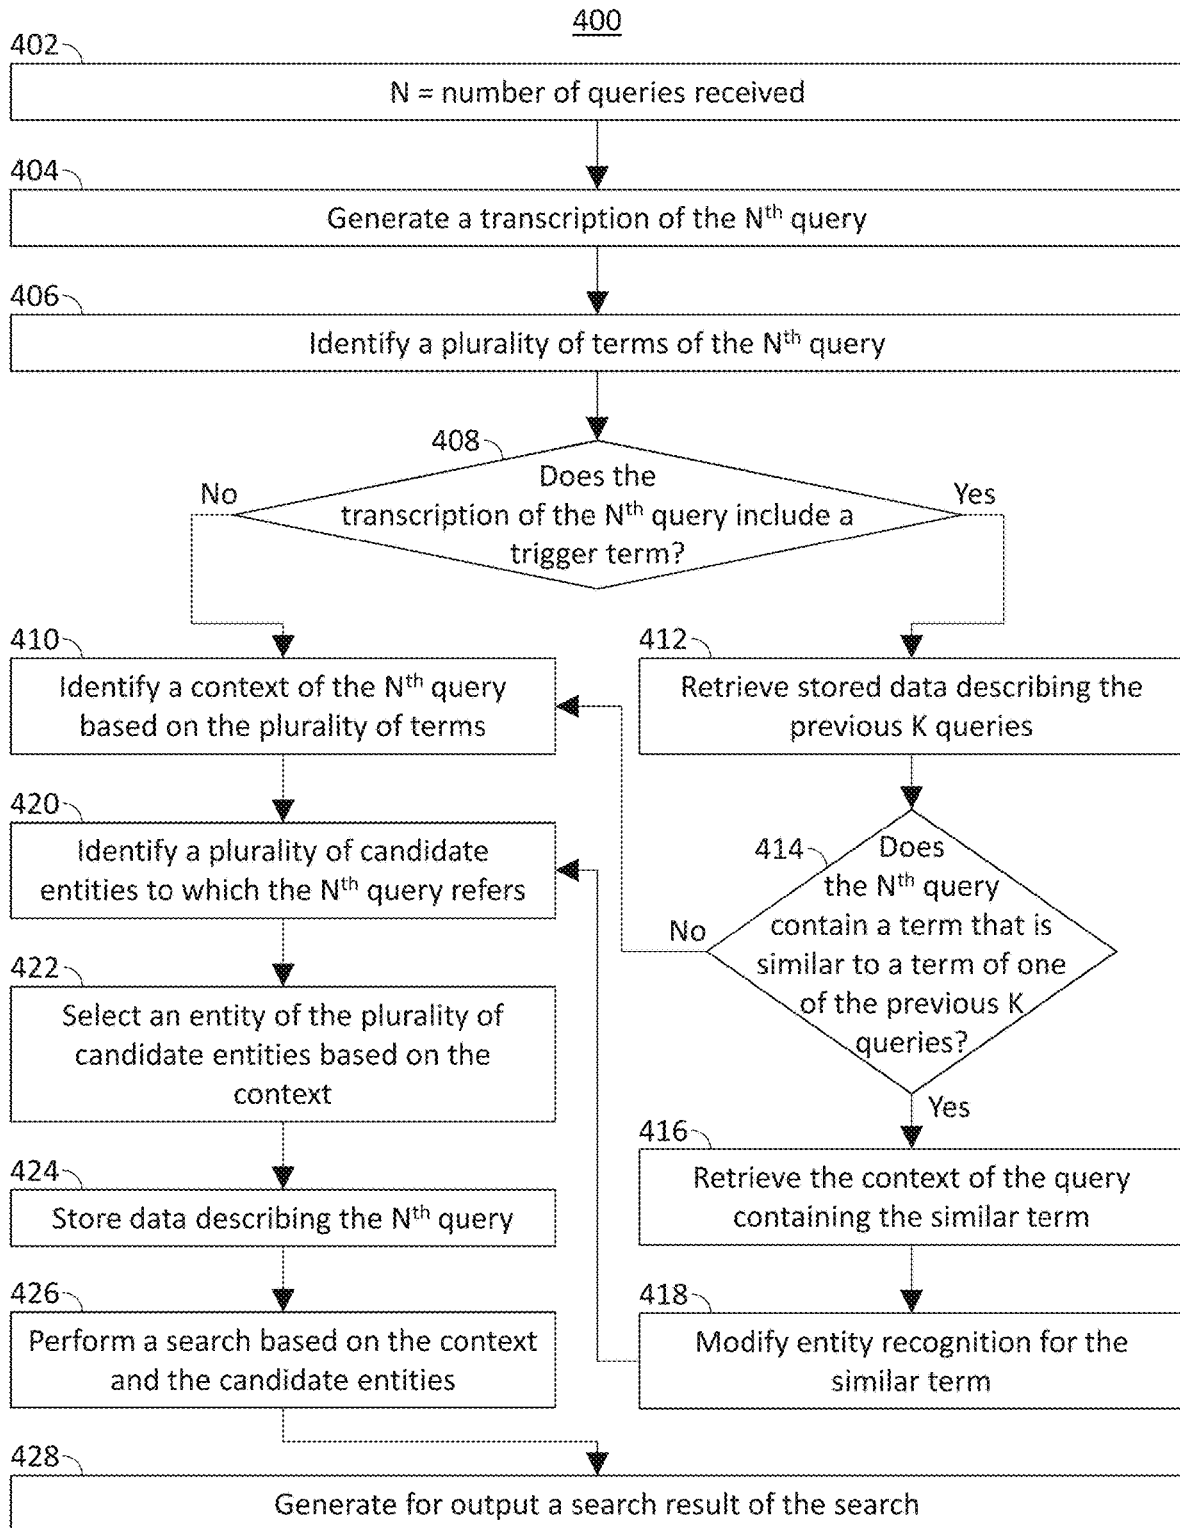 400
402
N = number of queries received
404
Generate a transcription of the Nth query
406
Identify a plurality of terms of the Nth query
408
Does the
transcription of the Nth query include a
trigger term?
No
Yes
410
Identify a context of the Nth query
based on the plurality of terms
412
Retrieve stored data describing the
previous K queries
420
Identify a plurality of candidate
entities to which the Nth query refers
414
Does
the Nth query
contain a term that is
similar to a term of one
of the previous K
queries?
No
Yes
422
Select an entity of the plurality of
candidate entities based on the
context
416
Retrieve the context of the query
containing the similar term
424
Store data describing the Nth query
418
Modify entity recognition for the
similar term
426
Perform a search based on the context
and the candidate entities
428
Generate for output a search result of the search